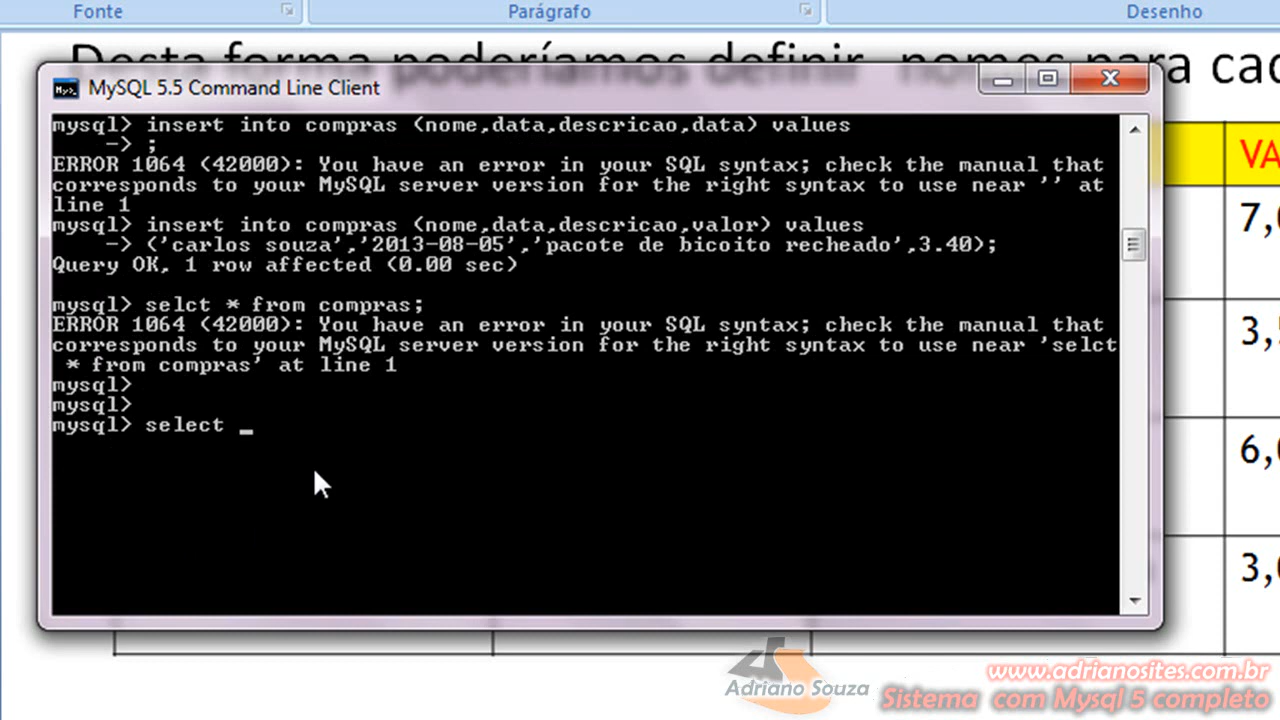 Fonte
Parágrafo
Desenho
Desta forma poderíamos definir nomes para cad
MySQL 5.5 Command Line Client
mysql> insert into compras (nome,data,descricao,data) values
-> ;
ERROR 1064 (42000): You have an error in your SQL syntax; check the manual that
corresponds to your MySQL server version for the right syntax to use near '' at
line 1
mysql> insert into compras (nome,data,descricao,valor) values
-> ('carlos souza','2013-08-05','pacote de bicoito recheado',3.40);
Query OK, 1 row affected (0.00 sec)
mysql> selct * from compras;
ERROR 1064 (42000): You have an error in your SQL syntax; check the manual that
corresponds to your MySQL server version for the right syntax to use near 'selct
* from compras' at line 1
mysql>
mysql>
mysql> select _
VA
7,0
3,5
6,0
3,0
Adriano Souza
www.adrianosites.com.br
Sistema com Mysql 5 completo